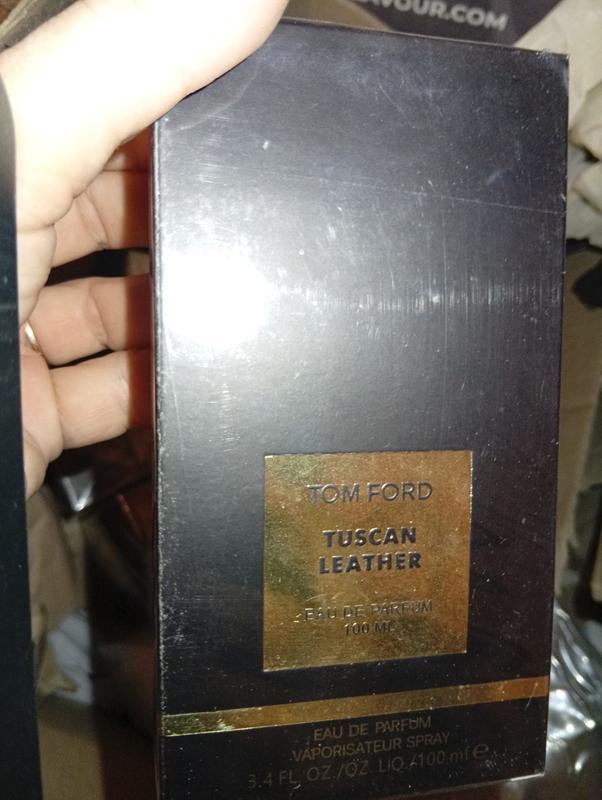 AVOUR.COM
TOM FORD
TUSCAN
LEATHER
EAU DE PARFUM
100 ML
EAU DE PARFUM
VAPORISATEUR SPRAY
3.4 FL. OZ./OZ. LIQ./100 ml ℮